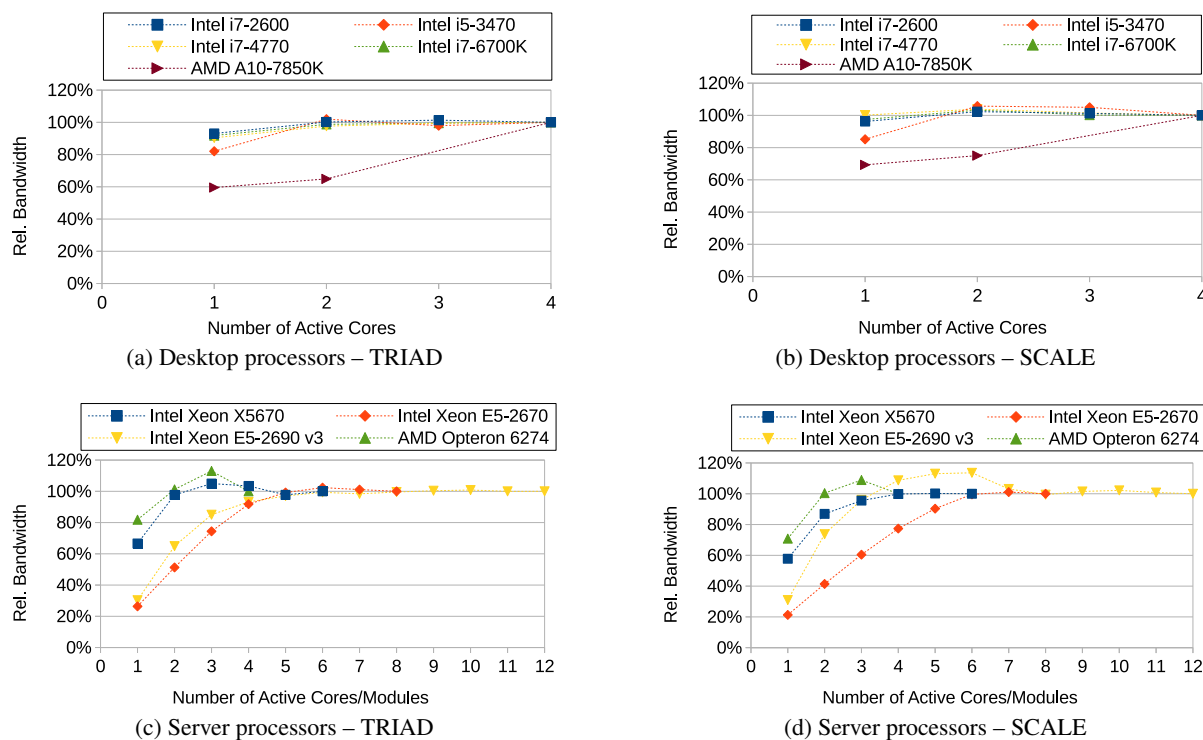 Intel i7-2600 Intel i5-3470
Intel i7-4770 Intel i7-6700K
AMD A10-7850K
120%
100%
80%
60%
40%
20%
0%
Rel. Bandwidth
0 1 2 3 4
Number of Active Cores
(a) Desktop processors – TRIAD
Intel i7-2600 Intel i5-3470
Intel i7-4770 Intel i7-6700K
AMD A10-7850K
120%
100%
80%
60%
40%
20%
0%
Rel. Bandwidth
0 1 2 3 4
Number of Active Cores
(b) Desktop processors – SCALE
Intel Xeon X5670 Intel Xeon E5-2670
Intel Xeon E5-2690 v3 AMD Opteron 6274
120%
100%
80%
60%
40%
20%
0%
Rel. Bandwidth
0 1 2 3 4 5 6 7 8 9 10 11 12
Number of Active Cores/Modules
(c) Server processors – TRIAD
Intel Xeon X5670 Intel Xeon E5-2670
Intel Xeon E5-2690 v3 AMD Opteron 6274
120%
100%
80%
60%
40%
20%
0%
Rel. Bandwidth
0 1 2 3 4 5 6 7 8 9 10 11 12
Number of Active Cores/Modules
(d) Server processors – SCALE